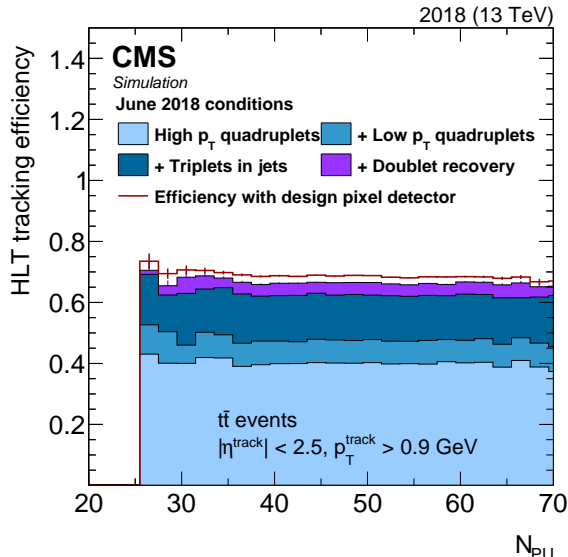 2018 (13 TeV)
CMS
Simulation
June 2018 conditions
High p_T quadruplets + Low p_T quadruplets
+ Triplets in jets + Doublet recovery
Efficiency with design pixel detector
HLT tracking efficiency
1.4
1.2
1
0.8
0.6
0.4
0.2
tt̄ events
|η^track| < 2.5, p_T^track > 0.9 GeV
20 30 40 50 60 70
N_PU